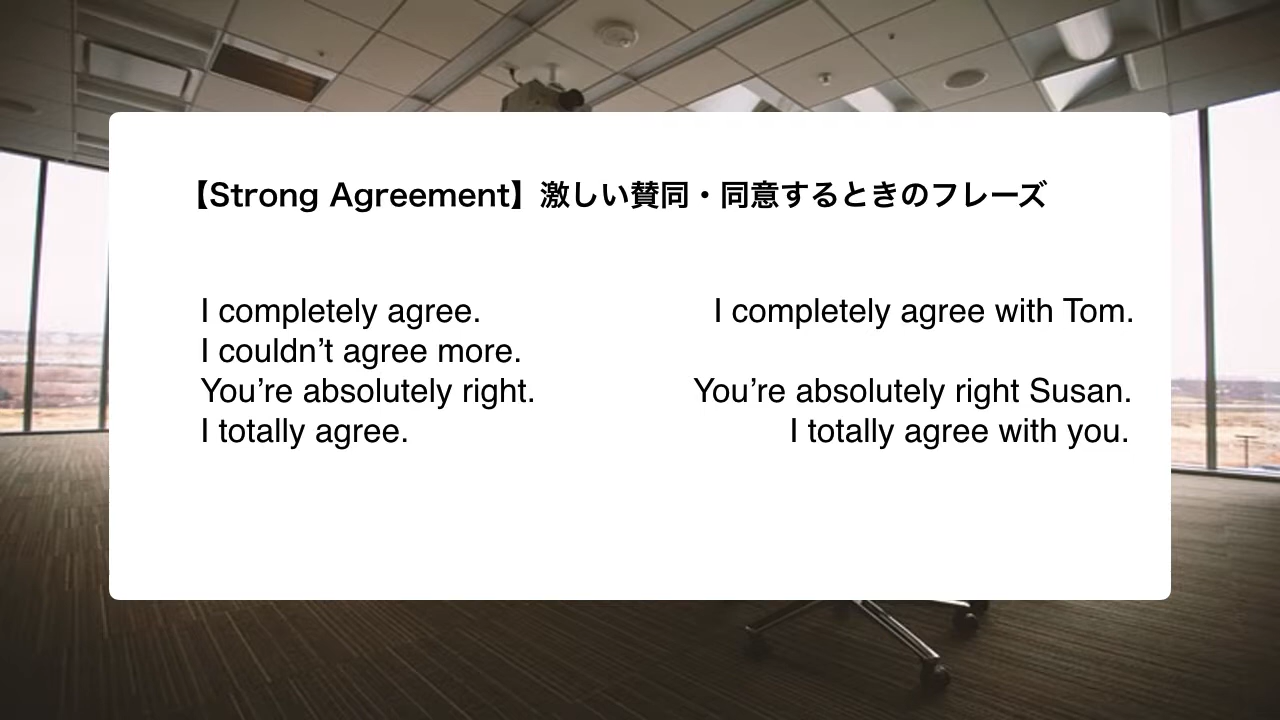 【Strong Agreement】激しい賛同・同意するときのフレーズ
I completely agree. I completely agree with Tom.
I couldn’t agree more.
You’re absolutely right. You’re absolutely right Susan.
I totally agree. I totally agree with you.